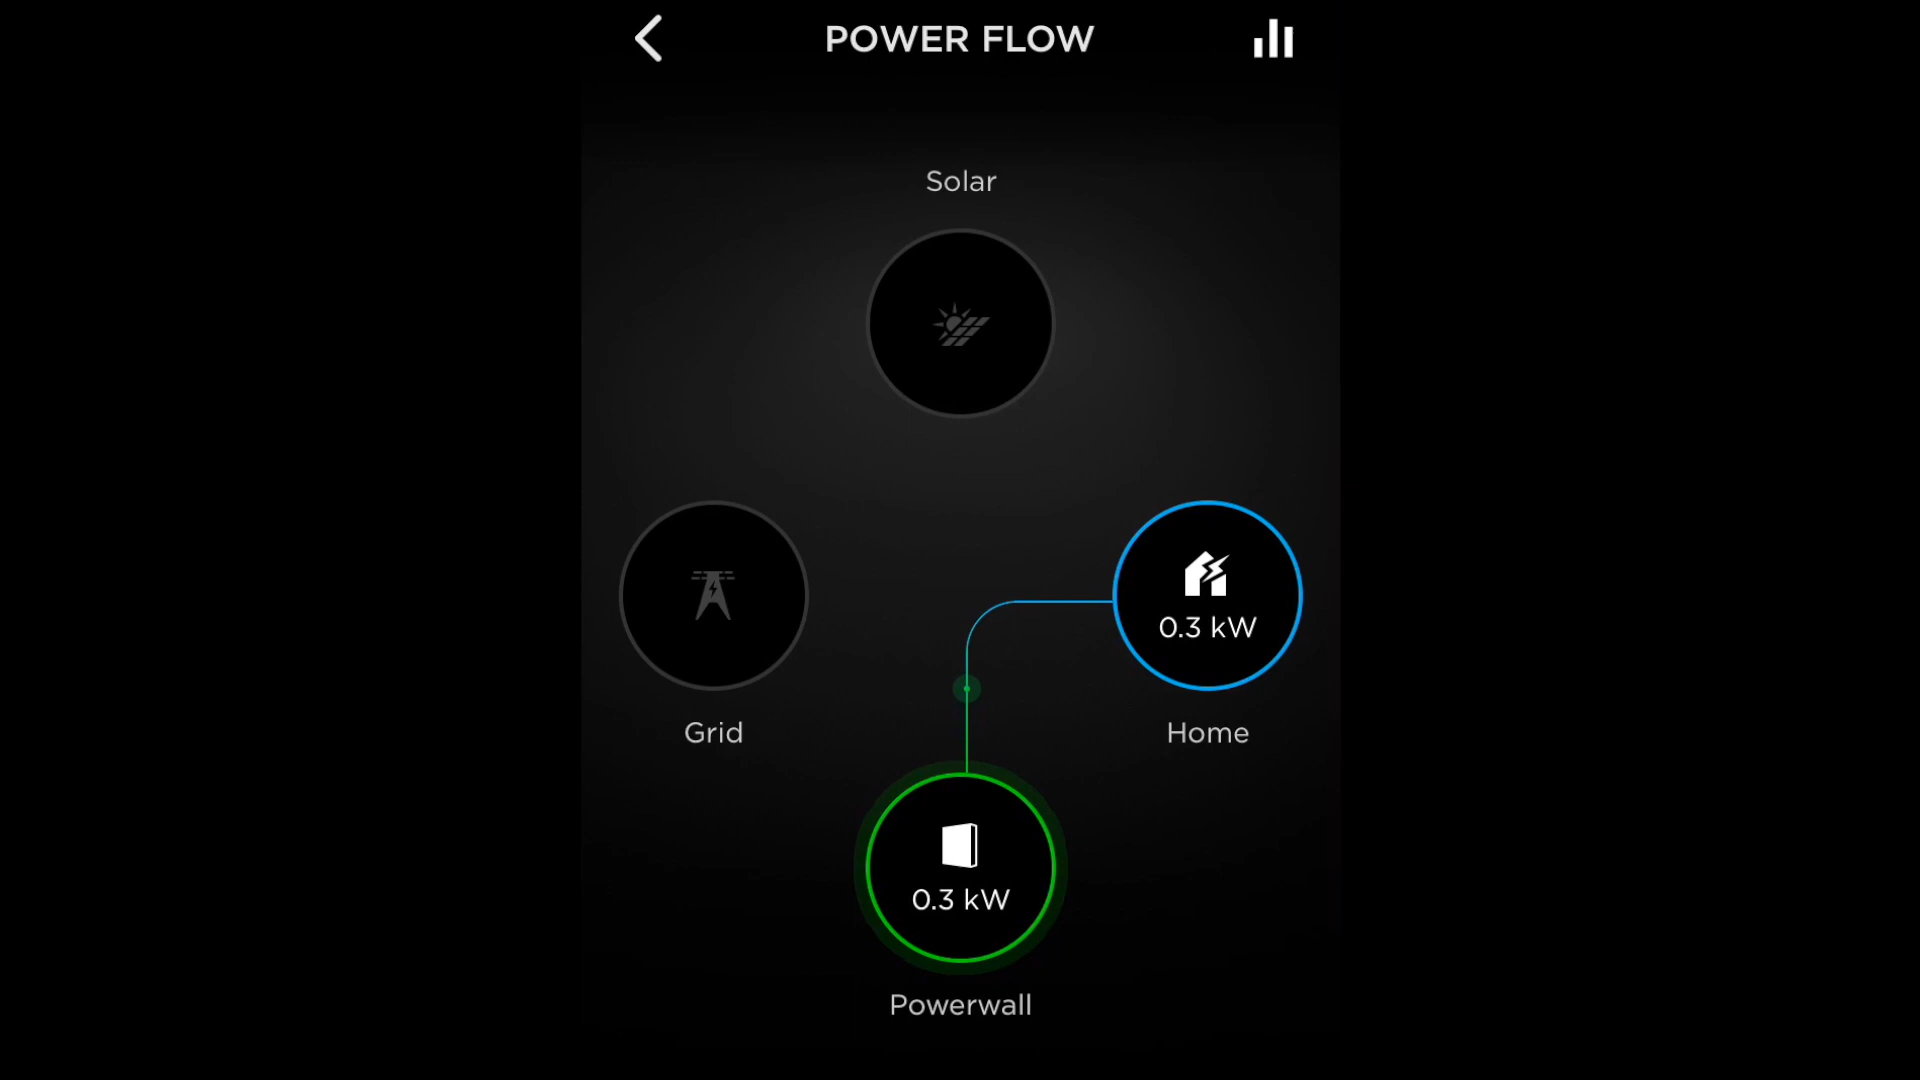 POWER FLOW
Solar
0.3 kW
Grid
Home
0.3 kW
Powerwall